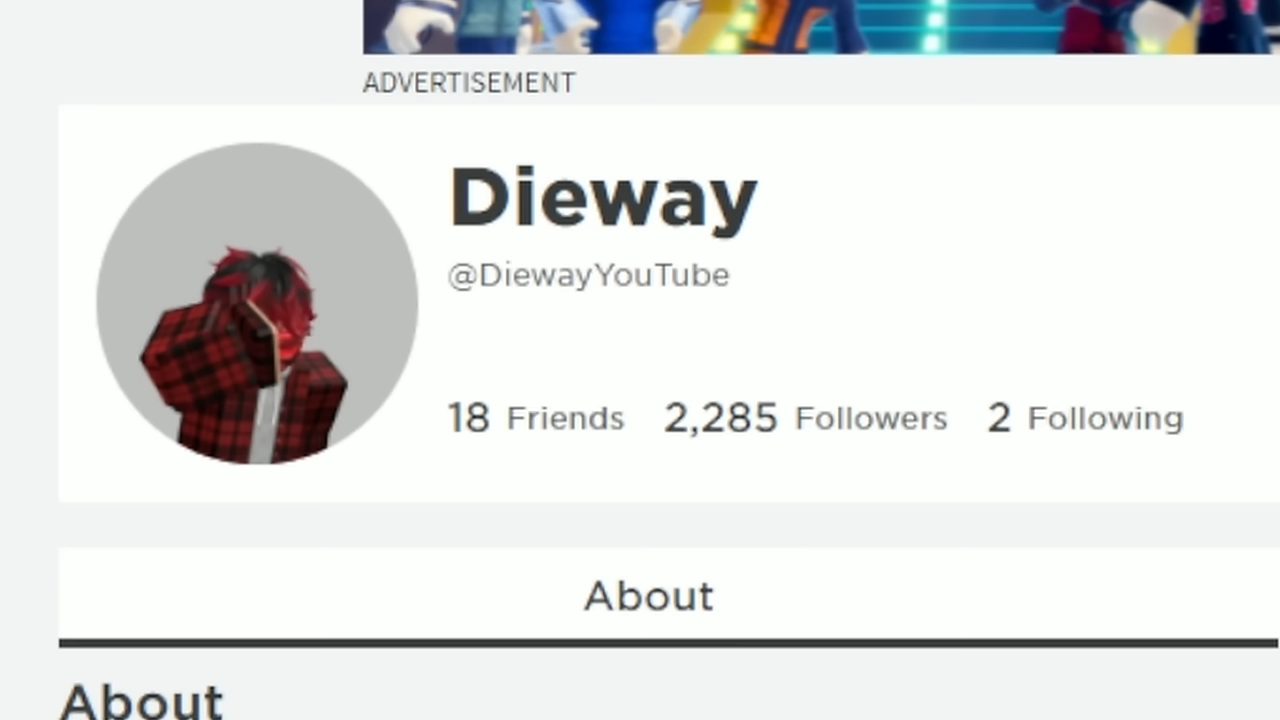 ADVERTISEMENT
Dieway
@DiewayYouTube
18 Friends 2,285 Followers 2 Following
About
About